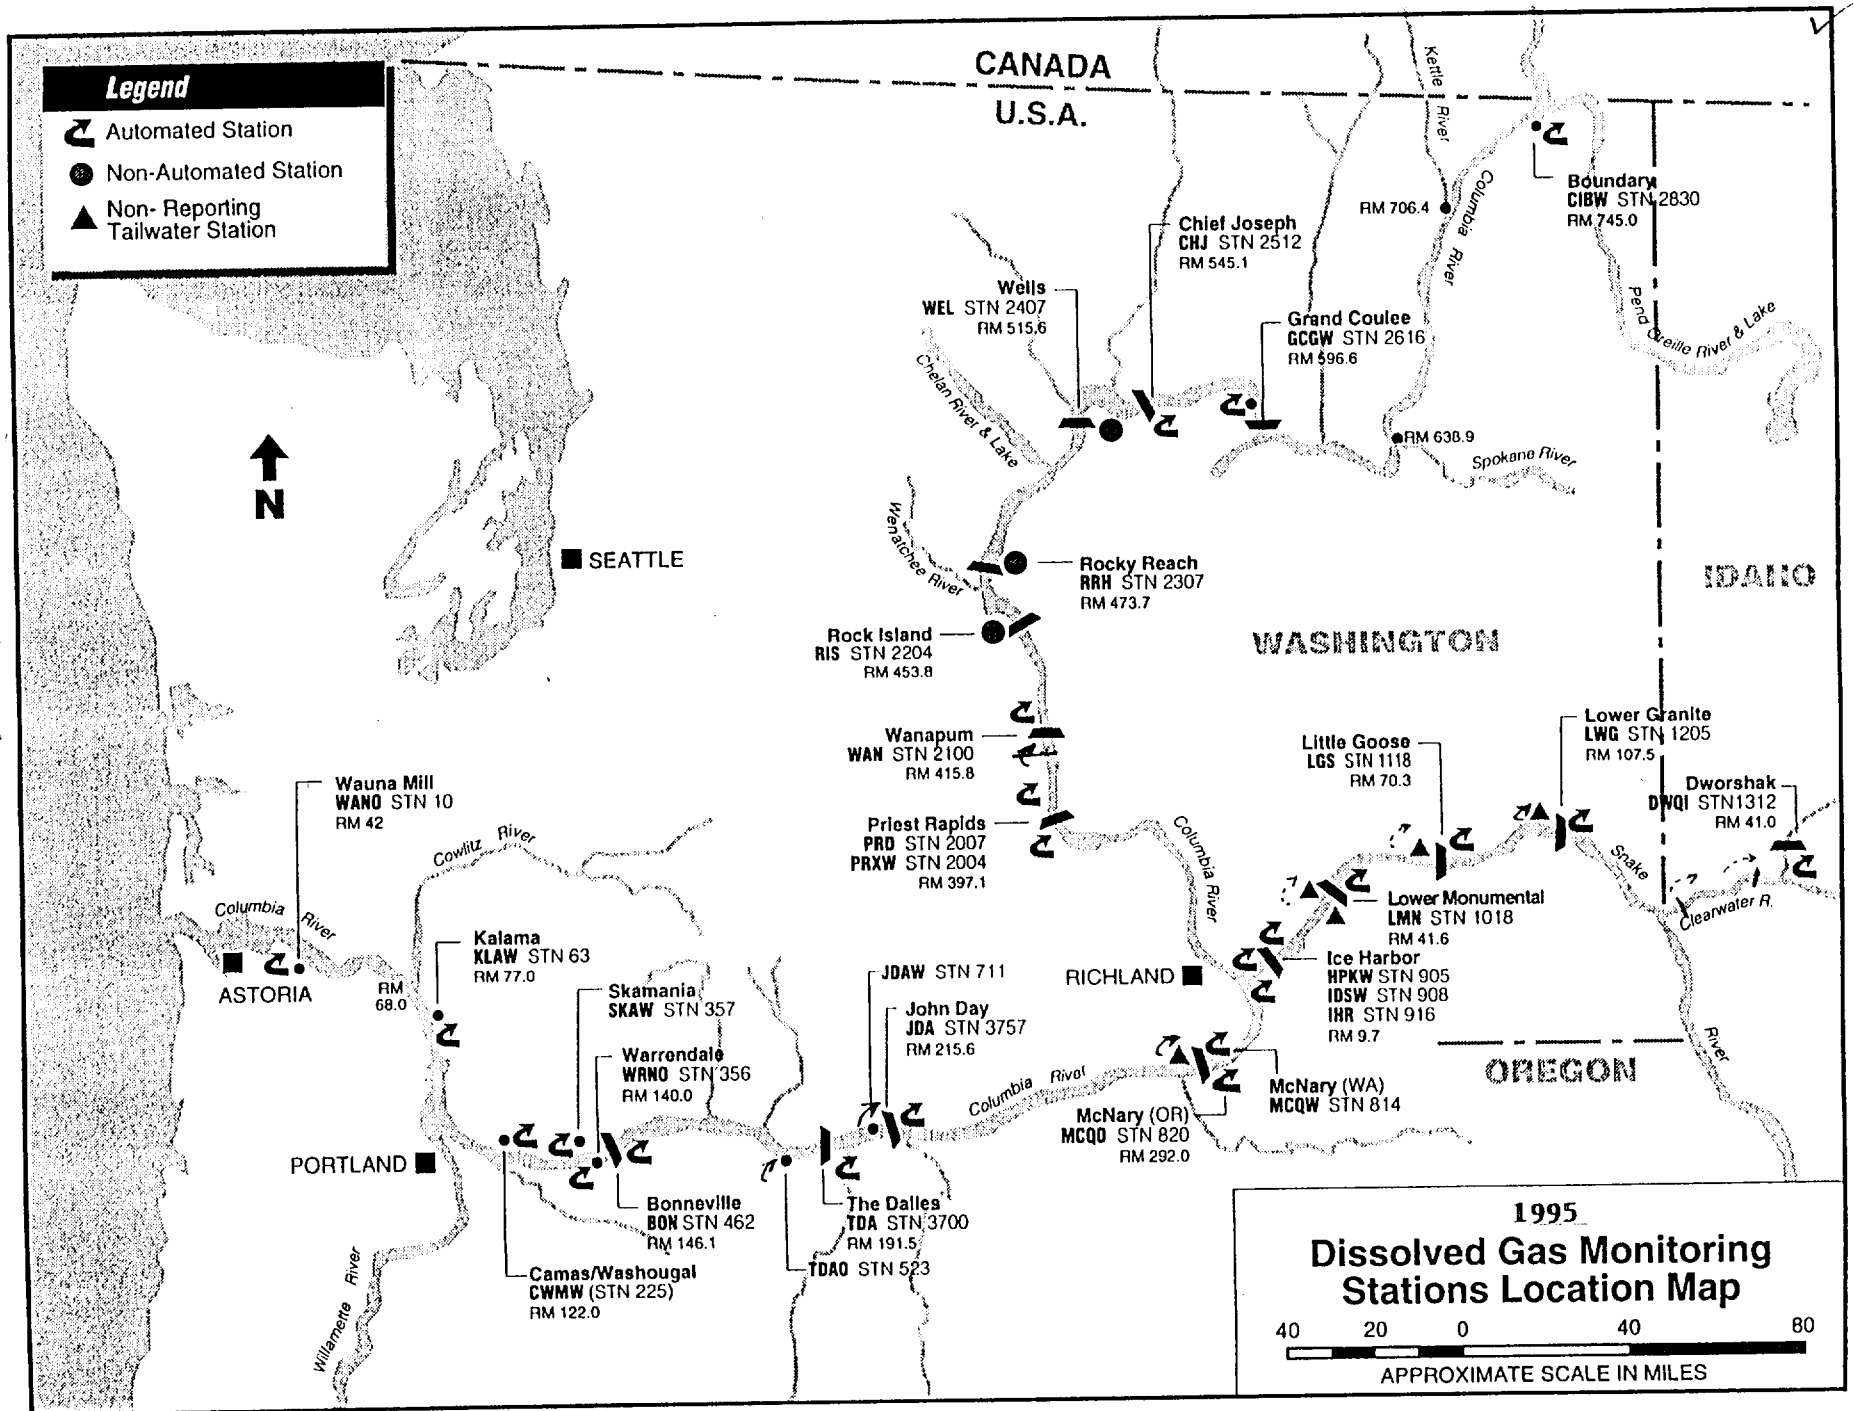 Legend
Automated Station
Non-Automated Station
Non- Reporting
Tailwater Station
CANADA
U.S.A.
Kettle River
Columbia River
Boundary
CIBW STN 2830
RM 745.0
RM 706.4
Chief Joseph
CHJ STN 2512
RM 545.1
Wells
WEL STN 2407
RM 515.6
Grand Coulee
GCGW STN 2616
RM 596.6
Pend Oreille River & Lake
Chelan River & Lake
RM 638.9
Spokane River
N
SEATTLE
Wenatchee River
Rocky Reach
RRH STN 2307
RM 473.7
IDAHO
WASHINGTON
Rock Island
RIS STN 2204
RM 453.8
Wanapum
WAN STN 2100
RM 415.8
Lower Granite
LWG STN 1205
RM 107.5
Little Goose
LGS STN 1118
RM 70.3
Dworshak
DWQI STN1312
RM 41.0
Wauna Mill
WANO STN 10
RM 42
Priest Rapids
PRD STN 2007
PRXW STN 2004
RM 397.1
Cowlitz River
Columbia River
Snake
River
Clearwater R.
Lower Monumental
LMN STN 1018
RM 41.6
Columbia River
ASTORIA
RM
68.0
Kalama
KLAW STN 63
RM 77.0
Skamania
SKAW STN 357
JDAW STN 711
John Day
JDA STN 3757
RM 215.6
RICHLAND
Ice Harbor
HPKW STN 905
IDSW STN 908
IHR STN 916
RM 9.7
OREGON
Warrendale
WRNO STN 356
RM 140.0
Columbia River
McNary (WA)
MCQW STN 814
McNary (OR)
MCQO STN 820
RM 292.0
PORTLAND
Bonneville
BON STN 462
RM 146.1
The Dalles
TDA STN 3700
RM 191.5
TDAO STN 523
Camas/Washougal
CWMW (STN 225)
RM 122.0
Willamette River
1995
Dissolved Gas Monitoring
Stations Location Map
40 20 0 40 80
APPROXIMATE SCALE IN MILES